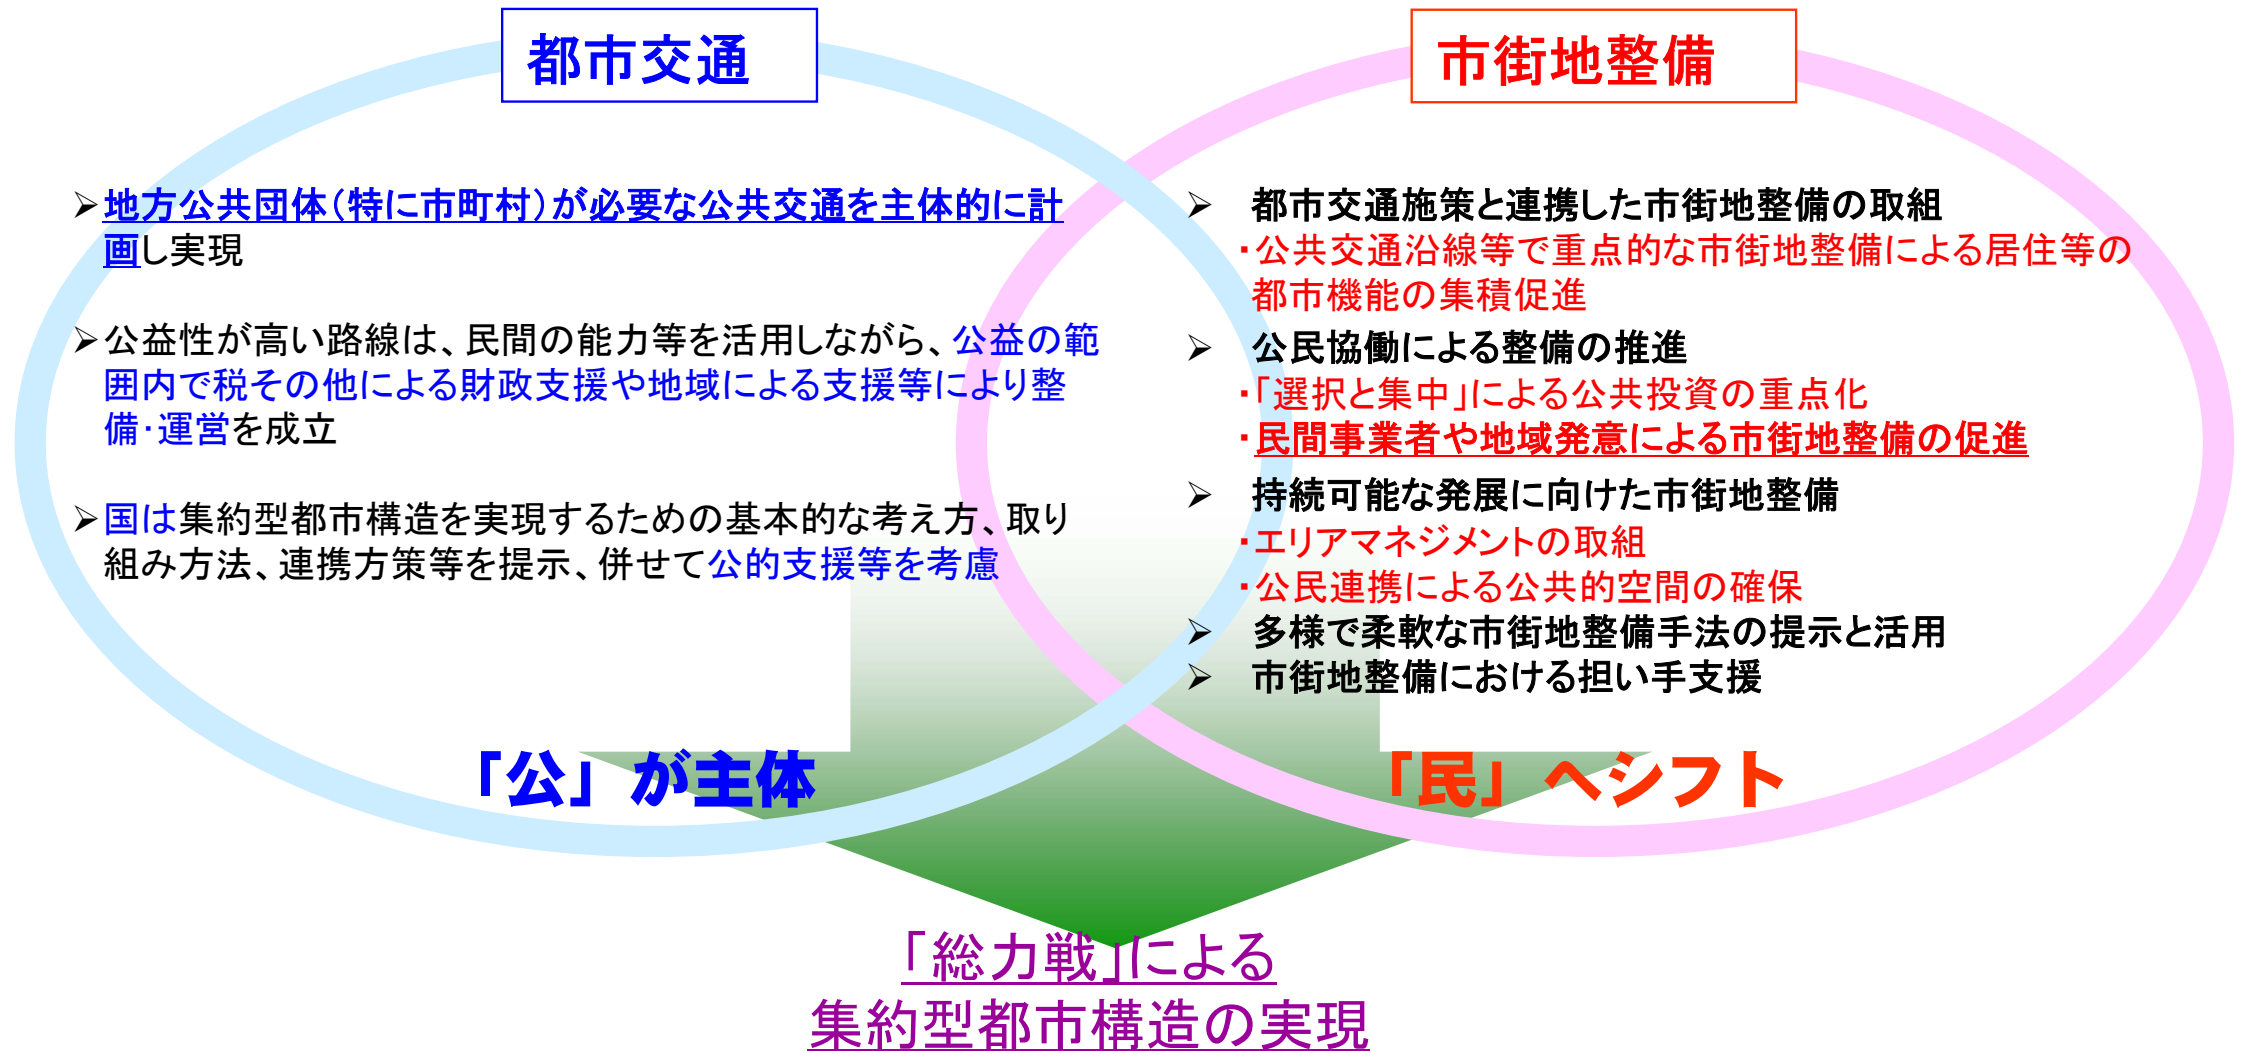 都市交通
➢地方公共団体（特に市町村）が必要な公共交通を主体的に計
画し実現
➢公益性が高い路線は、民間の能力等を活用しながら、公益の範
囲内で税その他による財政支援や地域による支援等により整
備・運営を成立
➢国は集約型都市構造を実現するための基本的な考え方、取り
組み方法、連携方策等を提示、併せて公的支援等を考慮
「公」が主体
市街地整備
➢ 都市交通施策と連携した市街地整備の取組
・公共交通沿線等で重点的な市街地整備による居住等の
都市機能の集積促進
➢ 公民協働による整備の推進
・「選択と集中」による公共投資の重点化
・民間事業者や地域発意による市街地整備の促進
➢ 持続可能な発展に向けた市街地整備
・エリアマネジメントの取組
・公民連携による公共的空間の確保
➢ 多様で柔軟な市街地整備手法の提示と活用
➢ 市街地整備における担い手支援
「民」へシフト
「総力戦」による
集約型都市構造の実現